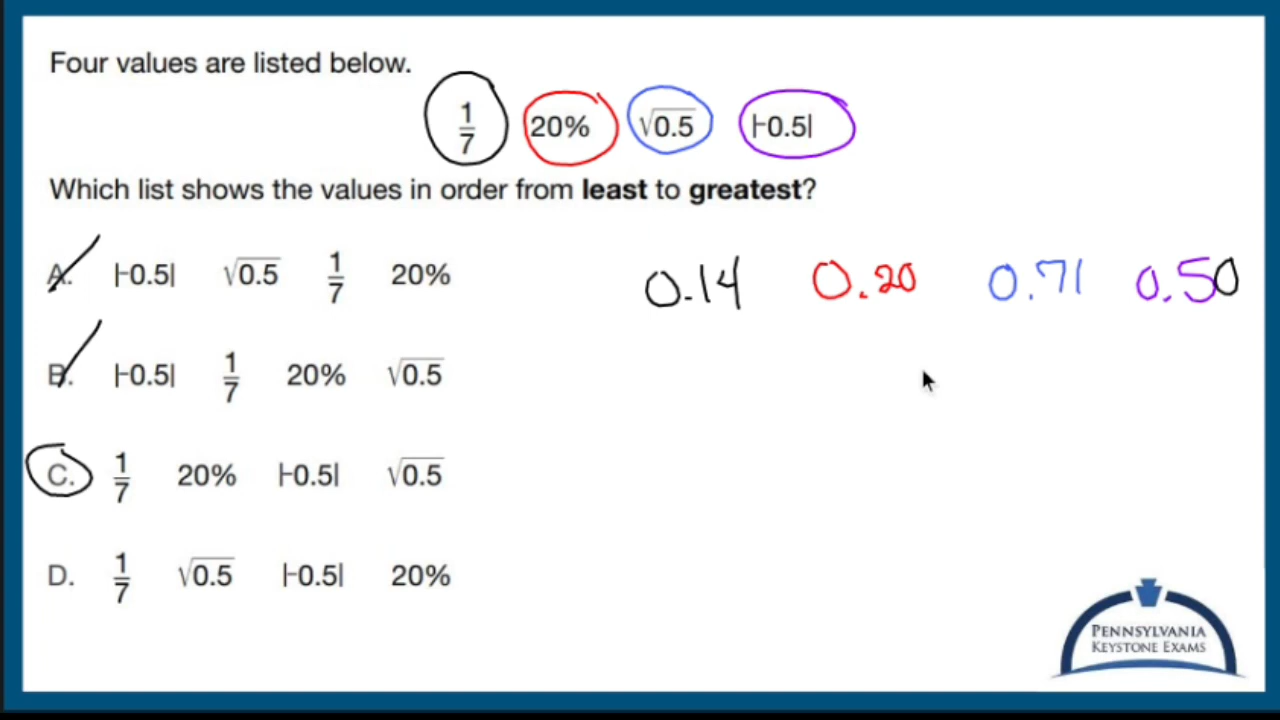 Four values are listed below.
1/7 20% √0.5 |-0.5|
Which list shows the values in order from least to greatest?
A. |-0.5| √0.5 1/7 20%
0.14 0.20 0.71 0.50
B. |-0.5| 1/7 20% √0.5
C. 1/7 20% |-0.5| √0.5
D. 1/7 √0.5 |-0.5| 20%
PENNSYLVANIA
KEYSTONE EXAMS